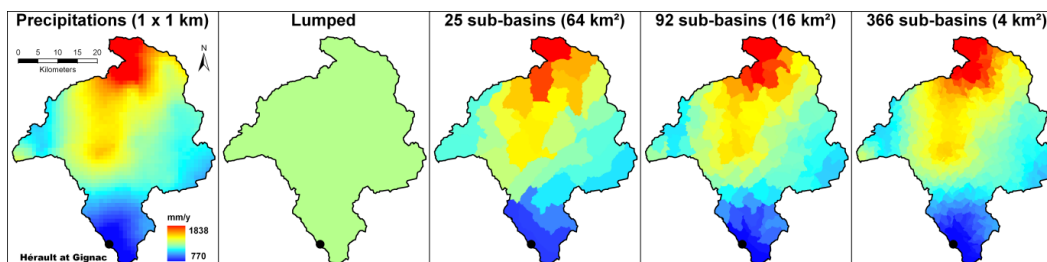 Precipitations (1 x 1 km)
Lumped
25 sub-basins (64 km²)
92 sub-basins (16 km²)
366 sub-basins (4 km²)
0 5 10 15 20
Kilometers
N
mm/y
1838
770
Hérault at Gignac